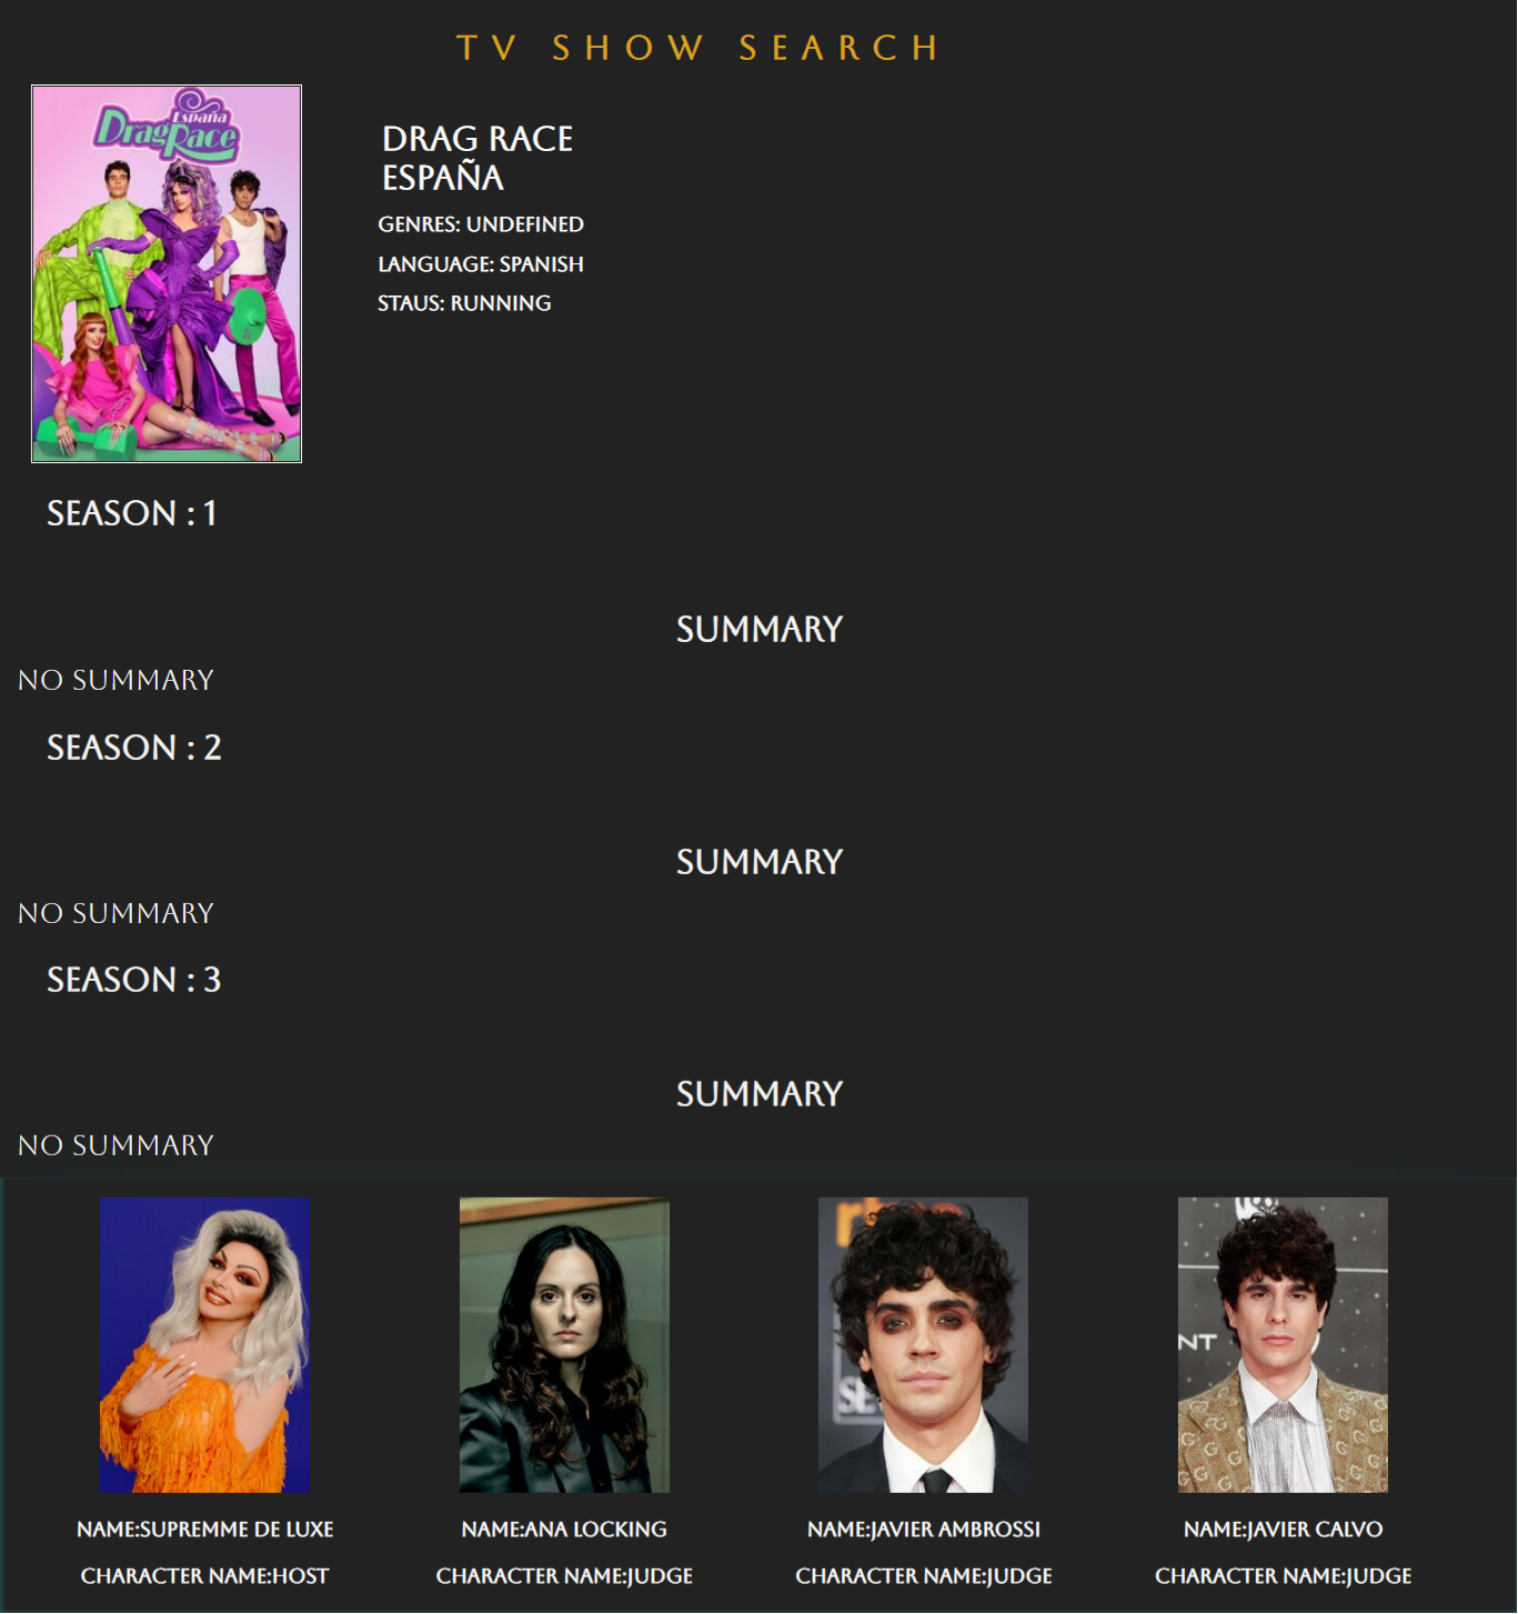 TV SHOW SEARCH
España
Drag Race
DRAG RACE
ESPAÑA
GENRES: UNDEFINED
LANGUAGE: SPANISH
STAUS: RUNNING
SEASON : 1
SUMMARY
NO SUMMARY
SEASON : 2
SUMMARY
NO SUMMARY
SEASON : 3
SUMMARY
NO SUMMARY
NT
NAME:SUPREMME DE LUXE
NAME:ANA LOCKING
NAME:JAVIER AMBROSSI
NAME:JAVIER CALVO
CHARACTER NAME:HOST
CHARACTER NAME:JUDGE
CHARACTER NAME:JUDGE
CHARACTER NAME:JUDGE